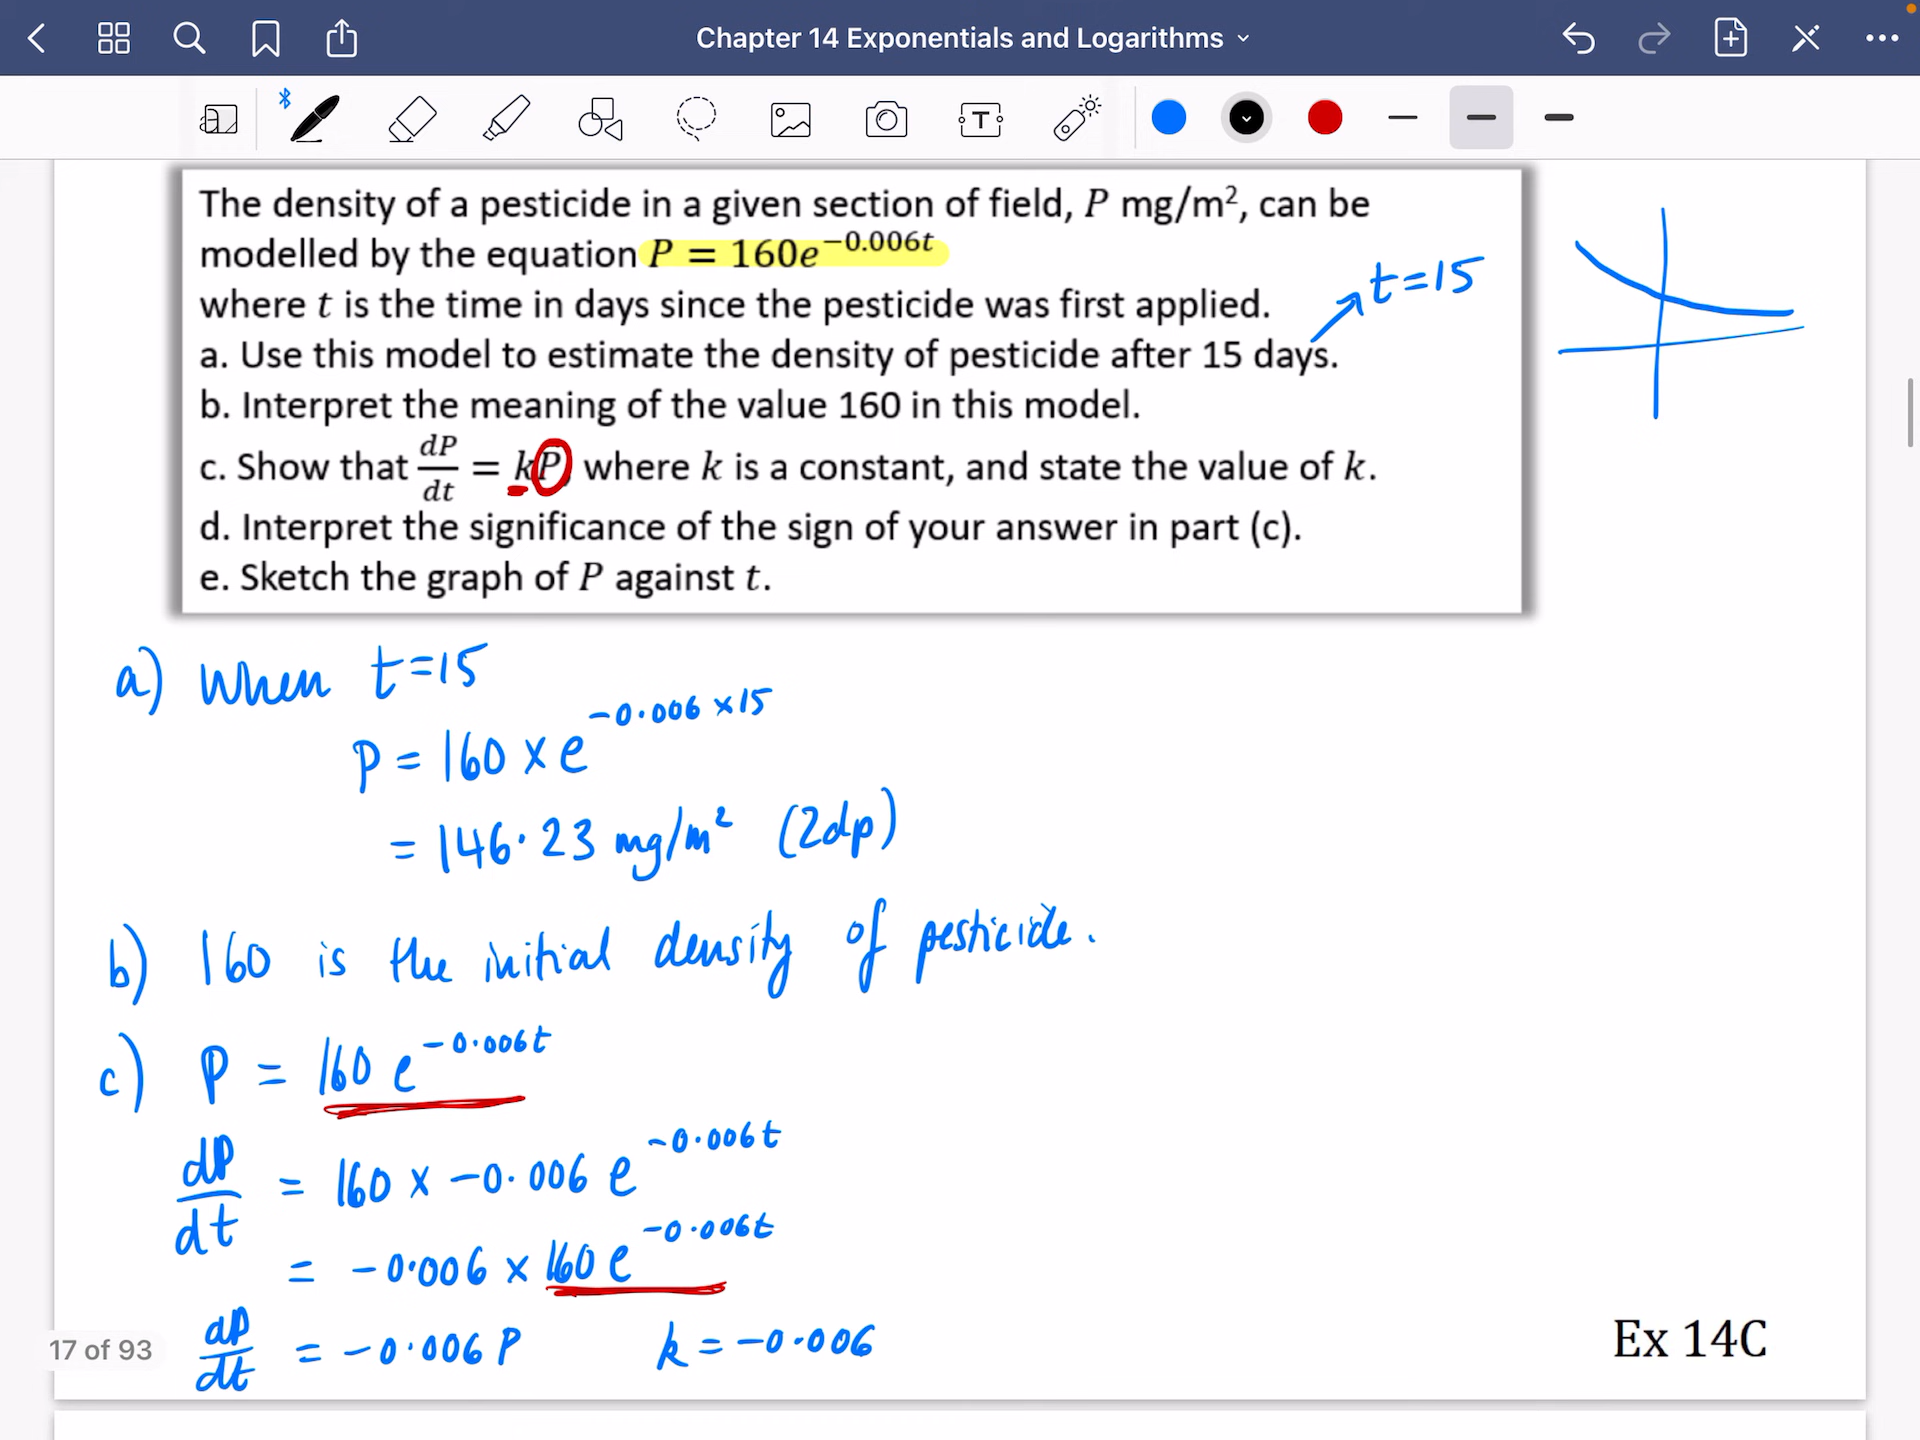 Chapter 14 Exponentials and Logarithms
The density of a pesticide in a given section of field, P mg/m², can be
modelled by the equation P = 160e^{-0.006t}
where t is the time in days since the pesticide was first applied.
t=15
a. Use this model to estimate the density of pesticide after 15 days.
b. Interpret the meaning of the value 160 in this model.
c. Show that dP/dt = kP, where k is a constant, and state the value of k.
d. Interpret the significance of the sign of your answer in part (c).
e. Sketch the graph of P against t.
a) When t=15
P = 160 × e^{-0.006×15}
= 146.23 mg/m² (2dp)
b) 160 is the initial density of pesticide.
c) P = 160 e^{-0.006t}
dP/dt = 160 × -0.006 e^{-0.006t}
= -0.006 × 160 e^{-0.006t}
dP/dt = -0.006 P k = -0.006
17 of 93
Ex 14C